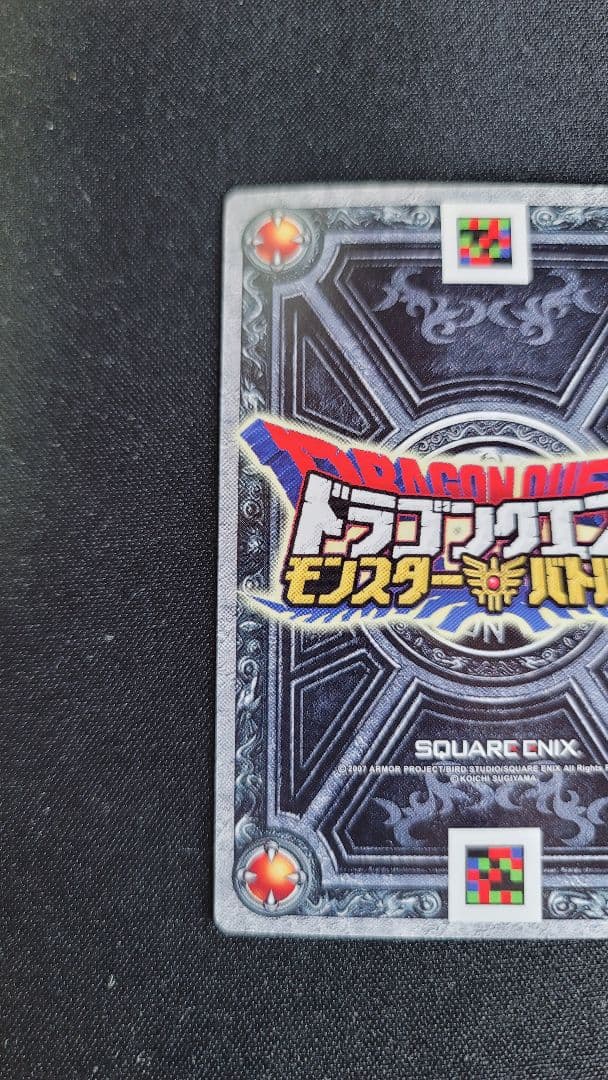 DRAGON QUE
ドラゴンクエス
モンスターバトル
SQUARE ENIX
©2007 ARMOR PROJECT/BIRD STUDIO/SQUARE ENIX All Rights
©KOICHI SUGIYAMA